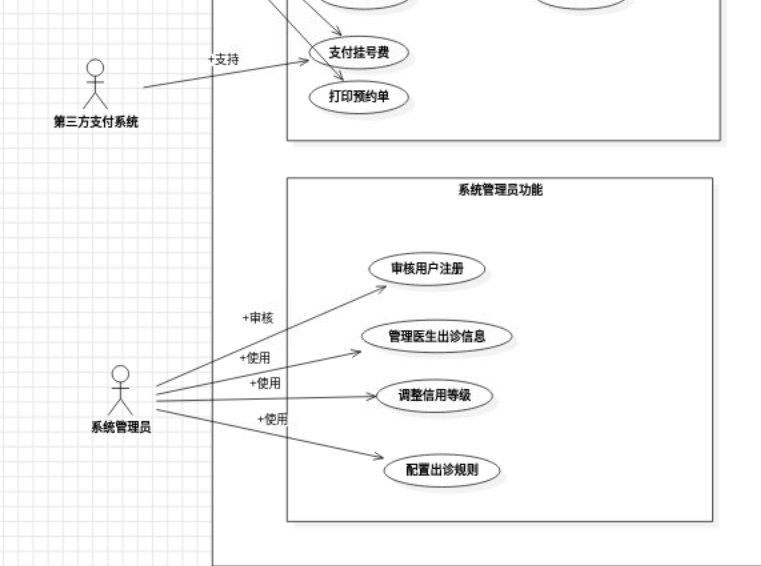 支付挂号费
+支持
打印预约单
第三方支付系统
系统管理员功能
审核用户注册
+审核
管理医生出诊信息
+使用
+使用
调整信用等级
+使用
系统管理员
配置出诊规则